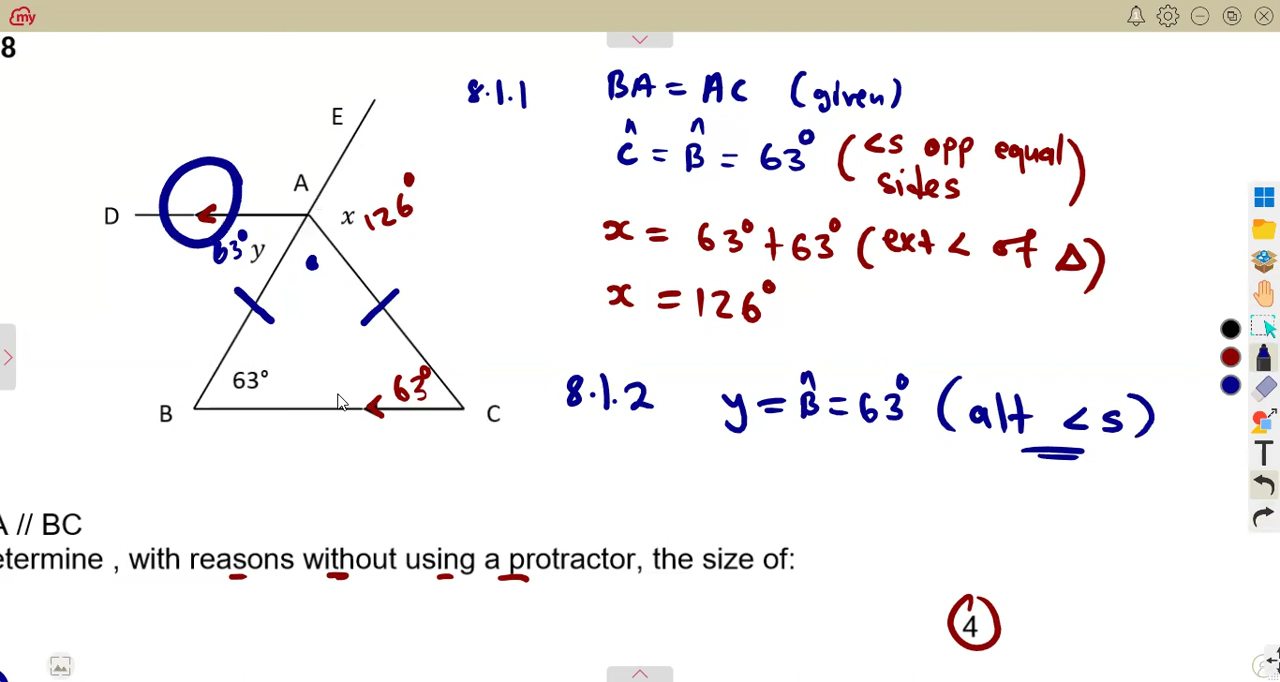 my
8
8.1.1
BA = AC (given)
Ĉ = B̂ = 63° (<s opp equal sides)
x = 63° + 63° (ext < of Δ)
x = 126°
8.1.2
y = B̂ = 63° (alt <s)
E
A
D
x 126°
63° y
63°
63°
B
C
A // BC
etermine , with reasons without using a protractor, the size of:
4
T